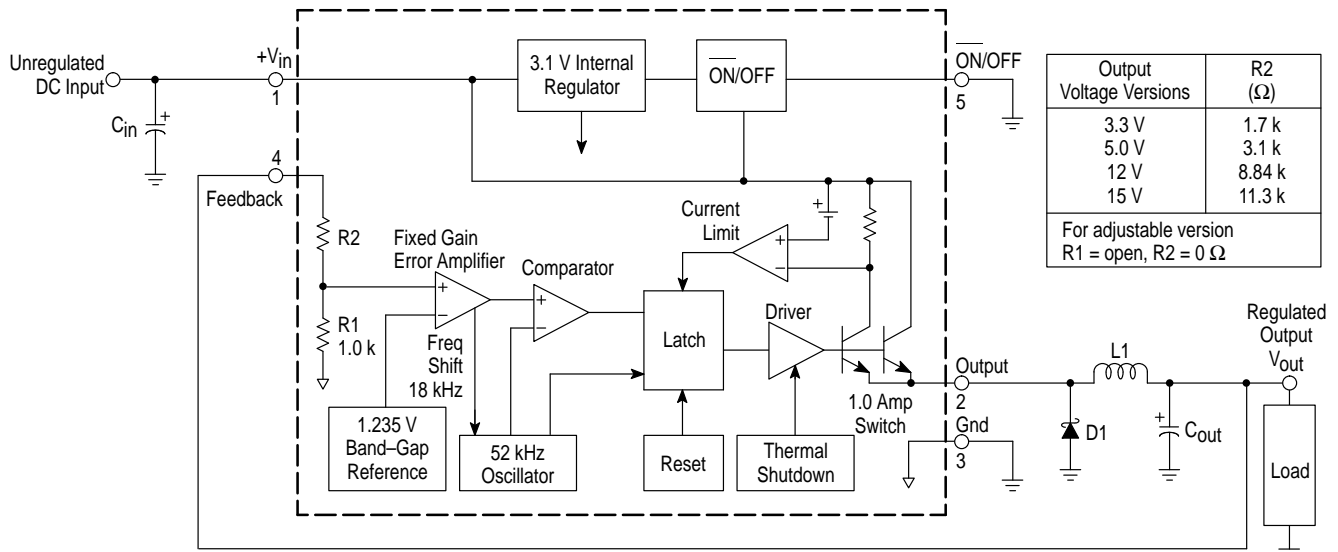 Unregulated
DC Input
+Vin
1
Cin
+
4
Feedback
3.1 V Internal
Regulator
ON/OFF
ON/OFF
5
Output
Voltage Versions
R2
(Ω)
3.3 V
1.7 k
5.0 V
3.1 k
12 V
8.84 k
15 V
11.3 k
For adjustable version
R1 = open, R2 = 0 Ω
Current
Limit
+
+
–
R2
Fixed Gain
Error Amplifier
+
–
Comparator
+
–
R1
1.0 k
Freq
Shift
18 kHz
Latch
Driver
1.0 Amp
Switch
Output
2
Gnd
3
L1
D1
+
Cout
Regulated
Output
Vout
Load
1.235 V
Band–Gap
Reference
52 kHz
Oscillator
Reset
Thermal
Shutdown